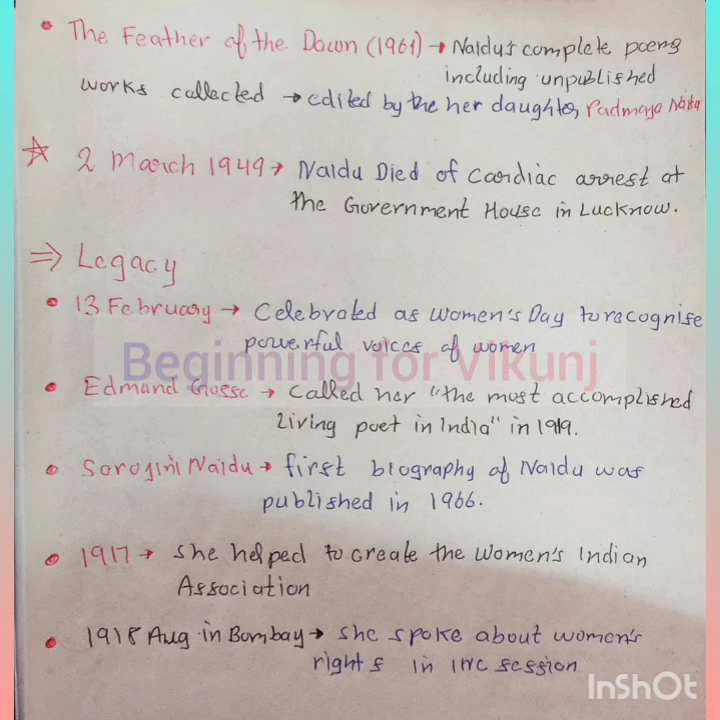 • The Feather of the Dawn (1961) → Naidu's complete poems
including unpublished
works collected → edited by the her daughter, Padmaja Naidu
☆ 2 March 1949 → Naidu Died of Cardiac arrest at
the Government House in Lucknow.
⇒ Legacy
• 13 February → Celebrated as Women's Day to recognise
powerful voices of women
Beginning for Vikunj
• Edmund Gosse → called her "the most accomplished
living poet in India" in 1919.
• Sarojini Naidu → first biography of Naidu was
published in 1966.
• 1917 → She helped to create the Women's Indian
Association
• 1918 Aug in Bombay → she spoke about women's
rights in INC session
InShOt